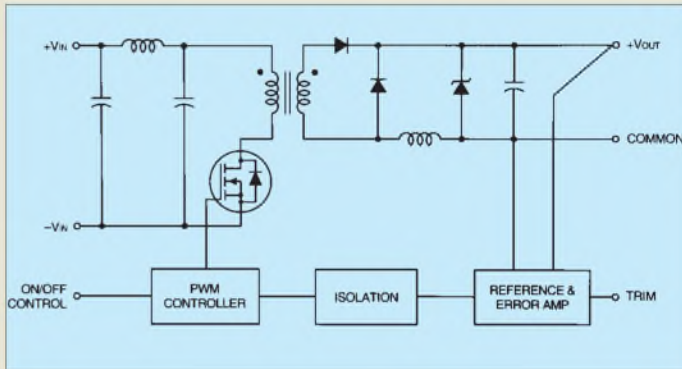 +VIN
+VOUT
COMMON
−VIN
ON/OFF
CONTROL
PWM
CONTROLLER
ISOLATION
REFERENCE &
ERROR AMP
TRIM